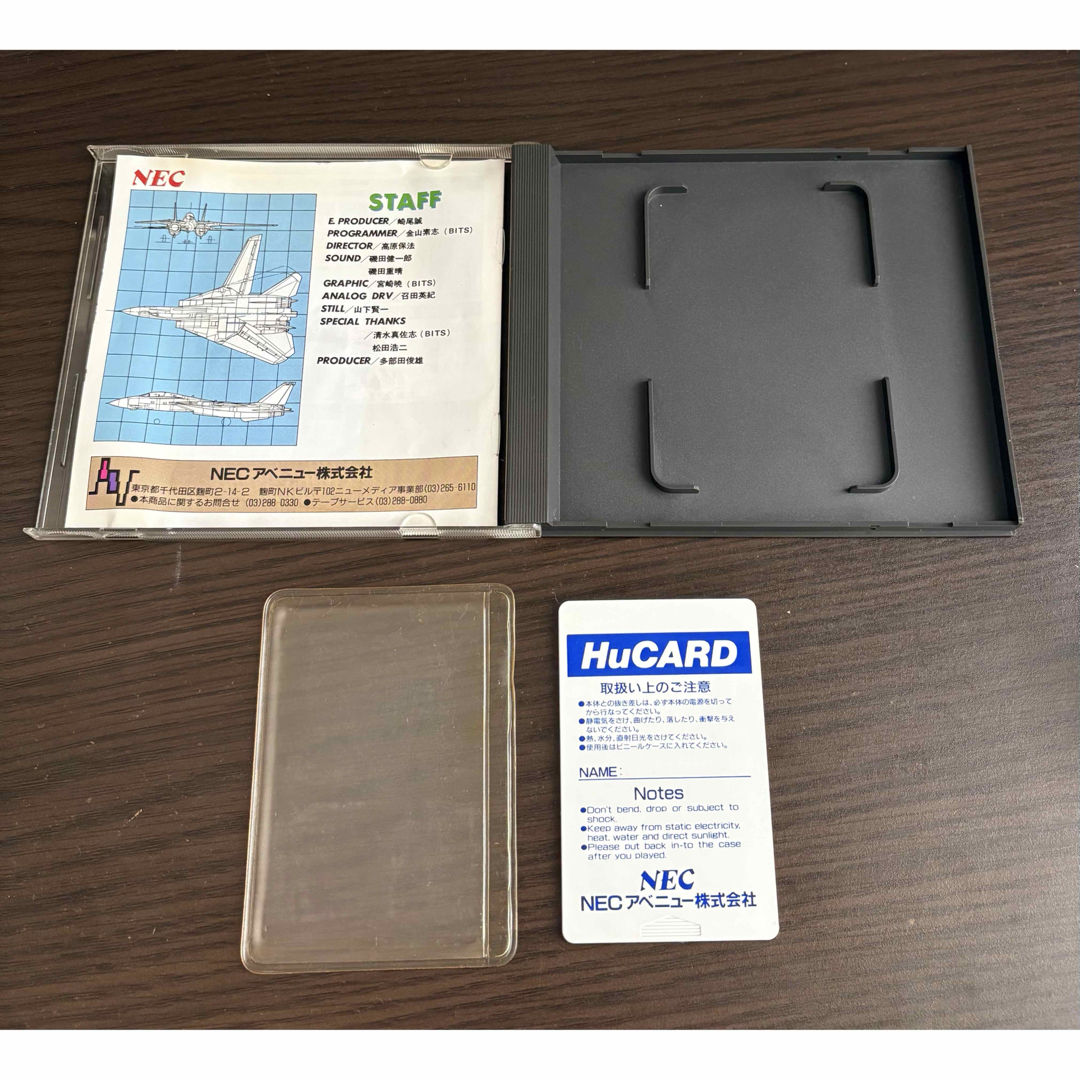 NEC
STAFF
E. PRODUCER／崎尾誠
PROGRAMMER／金山素志（BITS）
DIRECTOR／高原保法
SOUND／磯田健一郎
磯田重晴
GRAPHIC／宮崎暁（BITS）
ANALOG DRV／召田英紀
STILL／山下賢一
SPECIAL THANKS
／清水真佐志（BITS）
松田浩二
PRODUCER／多部田俊雄
NECアベニュー株式会社
東京都千代田区麹町2-14-2 麹町NKビル〒102ニューメディア事業部(03)265-6110
●本商品に関するお問合せ (03)288-0330 ●テープサービス(03)288-0880
HuCARD
取扱い上のご注意
●本体との抜き差しは、必ず本体の電源を切って
から行なってください。
●静電気をさけ、曲げたり、落したり、衝撃を与え
ないでください。
●熱、水分、直射日光をさけてください。
●使用後はビニールケースに入れてください。
NAME:
Notes
●Don't bend, drop or subject to
shock.
●Keep away from static electricity,
heat, water and direct sunlight.
●Please put back in-to the case
after you played.
NEC
NECアベニュー株式会社